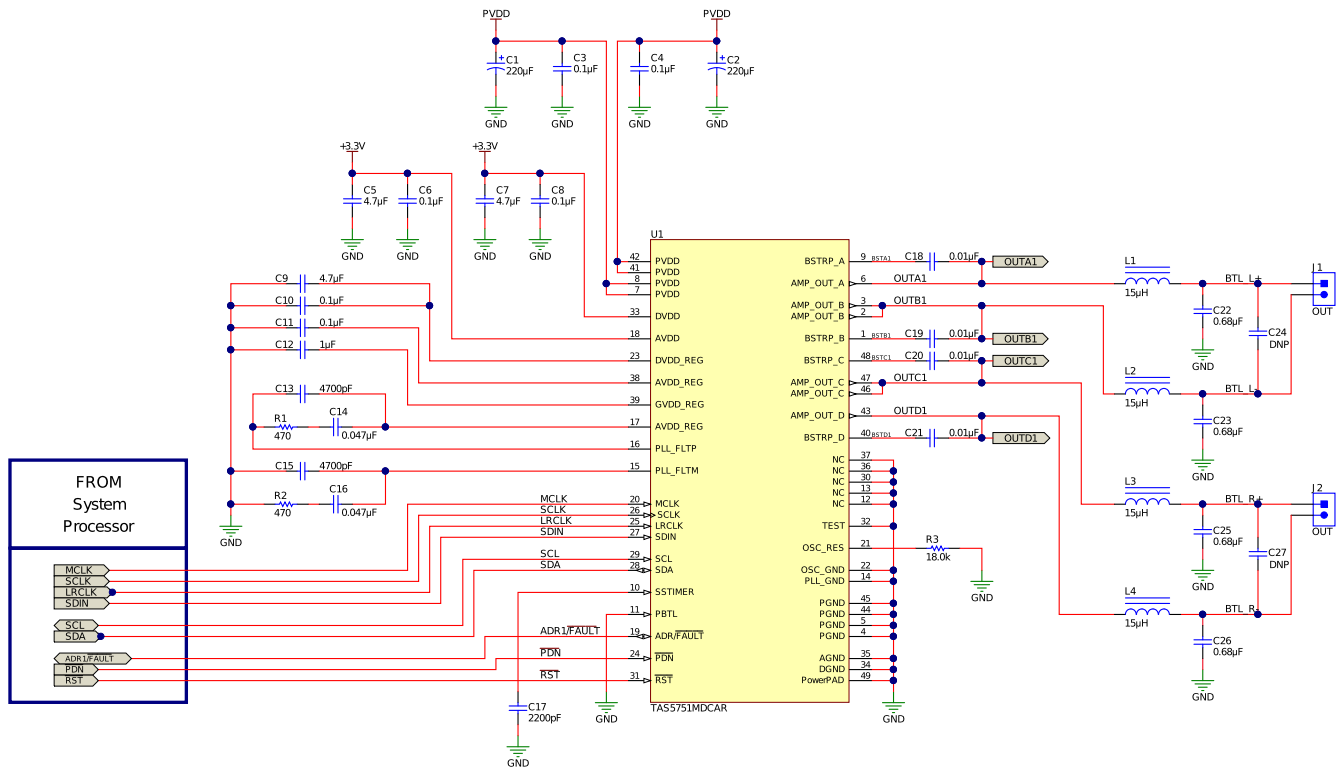 PVDD
PVDD
C1
220µF
C3
0.1µF
C4
0.1µF
C2
220µF
GND
GND
GND
GND
+3.3V
+3.3V
C5
4.7µF
C6
0.1µF
C7
4.7µF
C8
0.1µF
GND
GND
GND
GND
U1
42 PVDD
41 PVDD
8 PVDD
7 PVDD
33 DVDD
18 AVDD
23 DVDD_REG
38 AVDD_REG
39 GVDD_REG
17 AVDD_REG
16 PLL_FLTP
15 PLL_FLTM
20 MCLK
26 SCLK
25 LRCLK
27 SDIN
29 SCL
28 SDA
10 SSTIMER
11 PBTL
19 ADR/FAULT
24 PDN
31 RST
TAS5751MDCAR
C9 4.7µF
C10 0.1µF
C11 0.1µF
C12 1µF
C13 4700pF
R1
470
C14
0.047µF
C15 4700pF
R2
470
C16
0.047µF
GND
MCLK
SCLK
LRCLK
SDIN
SCL
SDA
ADR1/FAULT
PDN
RST
FROM
System
Processor
MCLK
SCLK
LRCLK
SDIN
SCL
SDA
ADR1/FAULT
PDN
RST
C17
2200pF
GND
GND
BSTRP_A 9 BSTA1 C18 0.01µF OUTA1
AMP_OUT_A 6 OUTA1
AMP_OUT_B 3 OUTB1
AMP_OUT_B 2
BSTRP_B 1 BSTB1 C19 0.01µF OUTB1
BSTRP_C 48 BSTC1 C20 0.01µF OUTC1
AMP_OUT_C 47 OUTC1
AMP_OUT_C 46
AMP_OUT_D 43 OUTD1
BSTRP_D 40 BSTD1 C21 0.01µF OUTD1
NC 37
NC 36
NC 30
NC 13
NC 12
TEST 32
OSC_RES 21
R3
18.0k
GND
OSC_GND 22
PLL_GND 14
PGND 45
PGND 44
PGND 5
PGND 4
AGND 35
DGND 34
PowerPAD 49
GND
L1
15µH
BTL L+
J1
OUT
C22
0.68µF
GND
C24
DNP
L2
15µH
BTL L-
C23
0.68µF
GND
L3
15µH
BTL R+
J2
OUT
C25
0.68µF
GND
C27
DNP
L4
15µH
BTL R-
C26
0.68µF
GND